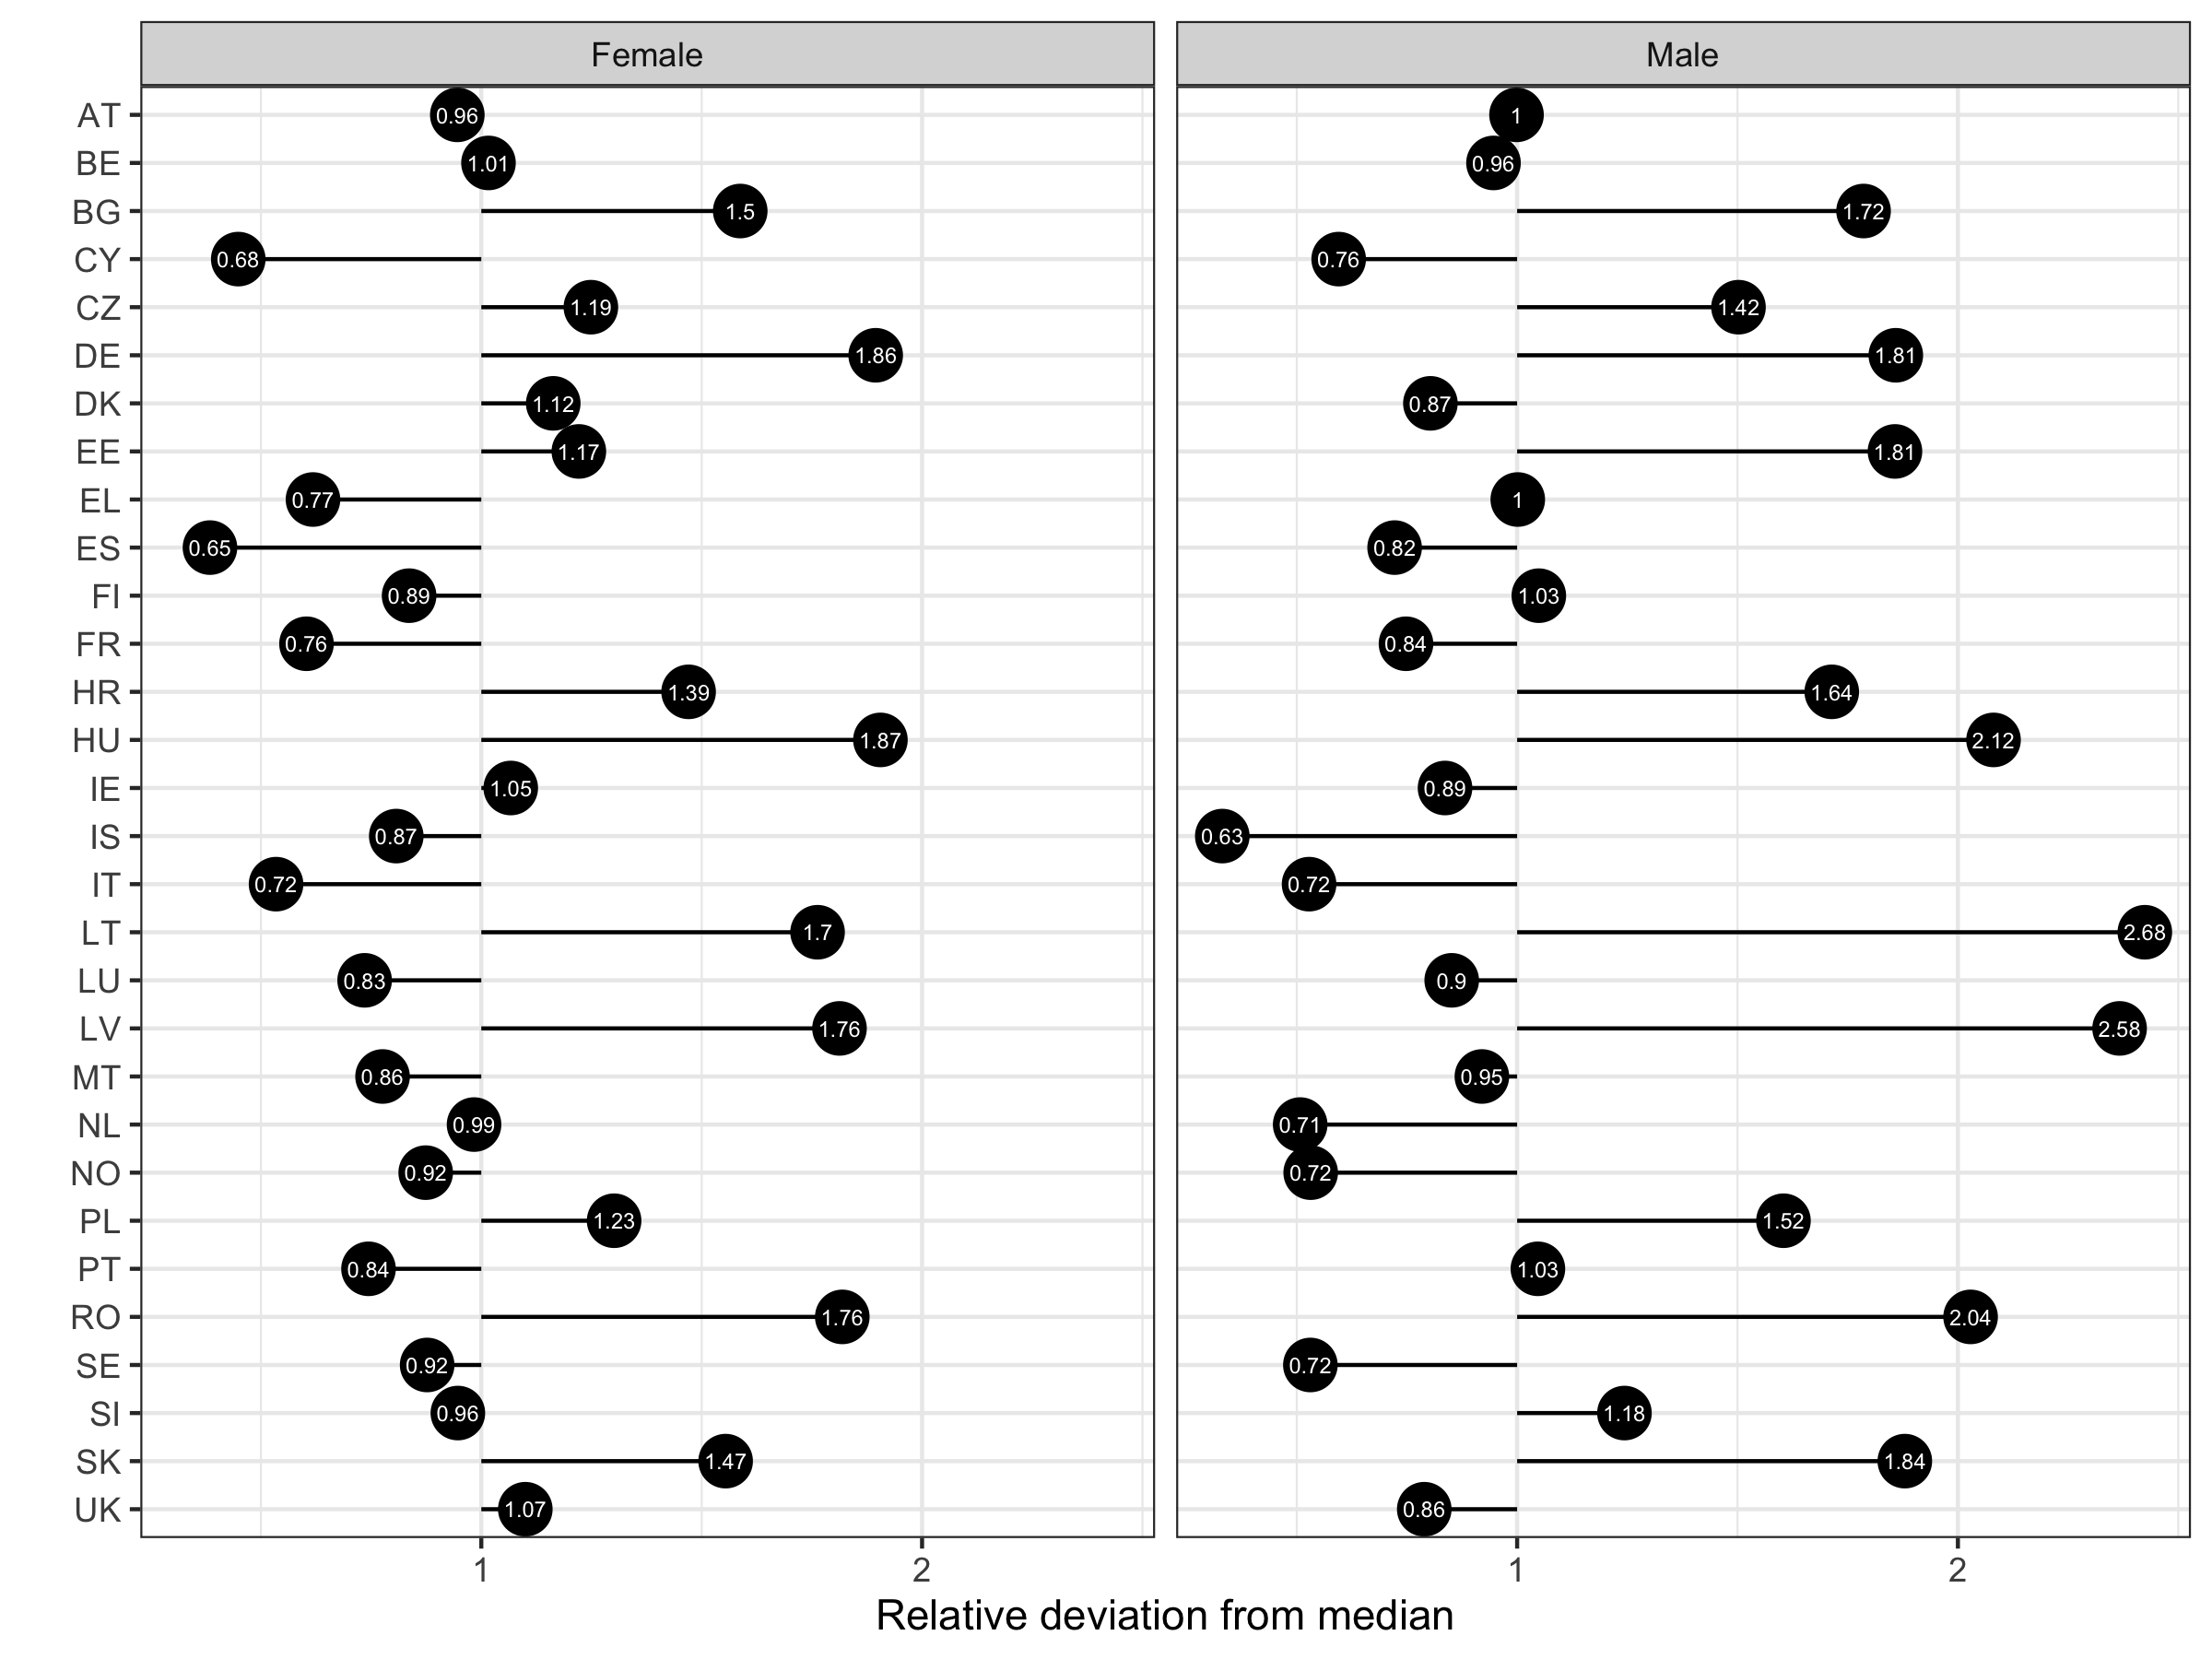 Female Male
AT 0.96 1
BE 1.01 0.96
BG 1.5 1.72
CY 0.68 0.76
CZ 1.19 1.42
DE 1.86 1.81
DK 1.12 0.87
EE 1.17 1.81
EL 0.77 1
ES 0.65 0.82
FI 0.89 1.03
FR 0.76 0.84
HR 1.39 1.64
HU 1.87 2.12
IE 1.05 0.89
IS 0.87 0.63
IT 0.72 0.72
LT 1.7 2.68
LU 0.83 0.9
LV 1.76 2.58
MT 0.86 0.95
NL 0.99 0.71
NO 0.92 0.72
PL 1.23 1.52
PT 0.84 1.03
RO 1.76 2.04
SE 0.92 0.72
SI 0.96 1.18
SK 1.47 1.84
UK 1.07 0.86
1 2 1 2
Relative deviation from median